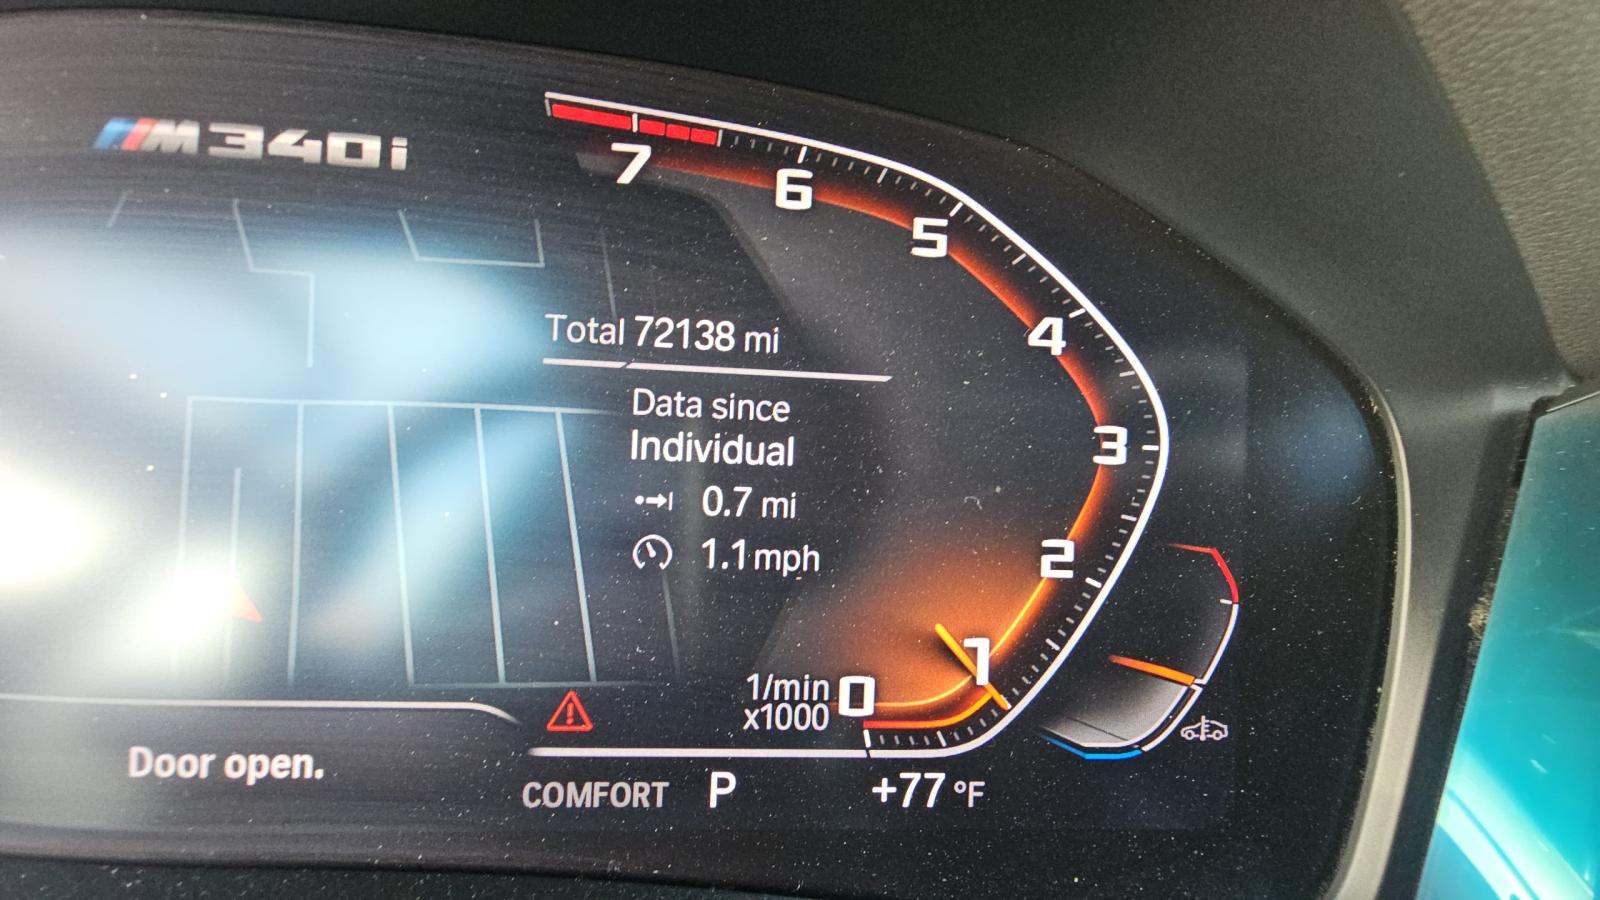 M340i
7
6
5
4
3
2
1
0
Total 72138 mi
Data since
Individual
0.7 mi
1.1 mph
1/min
x1000
Door open.
COMFORT P +77 °F